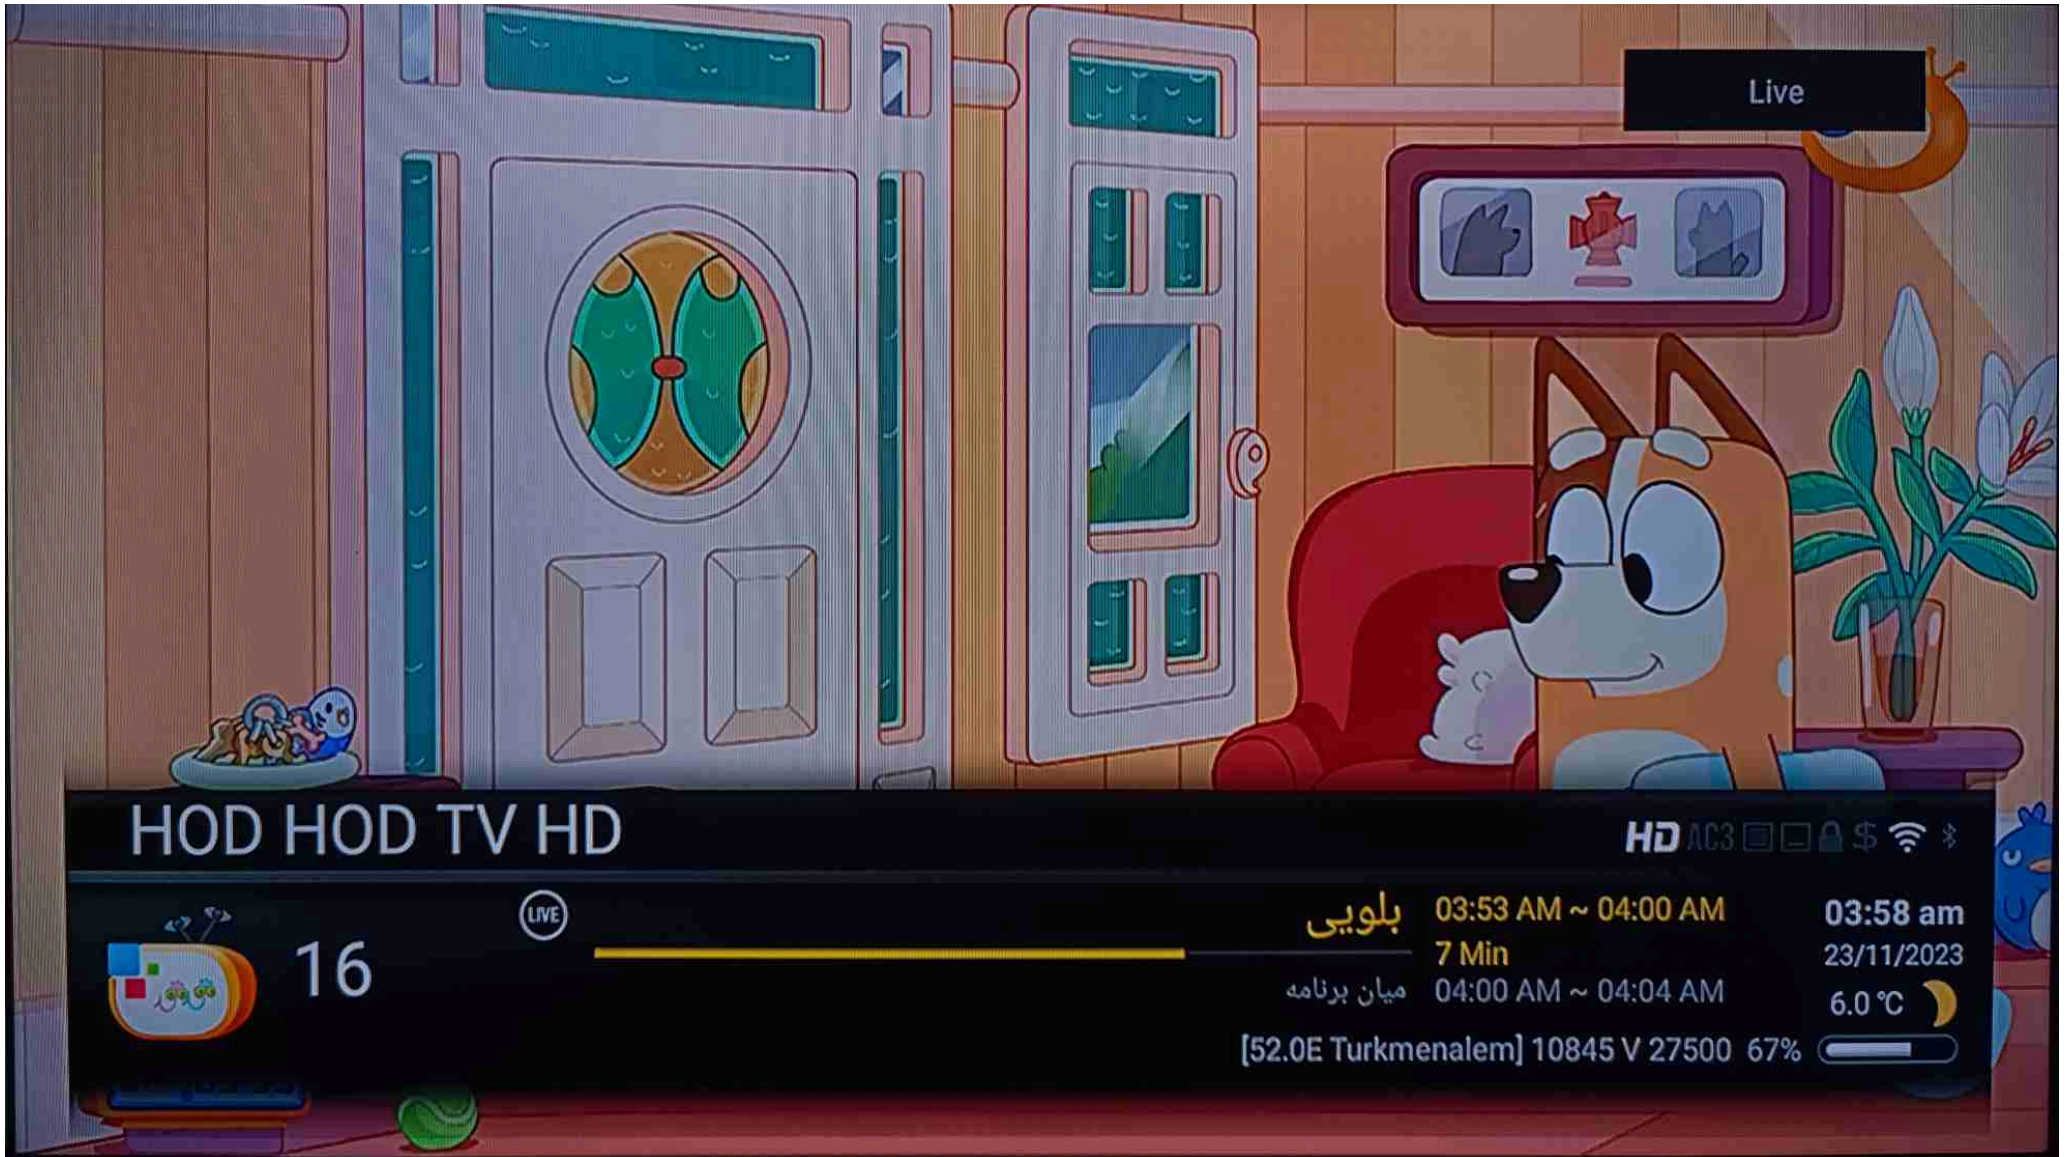 Live
HOD HOD TV HD
HD AC3 $
LIVE
بلویی 03:53 AM ~ 04:00 AM
7 Min
میان برنامه 04:00 AM ~ 04:04 AM
16
03:58 am
23/11/2023
6.0 °C
[52.0E Turkmenalem] 10845 V 27500 67%